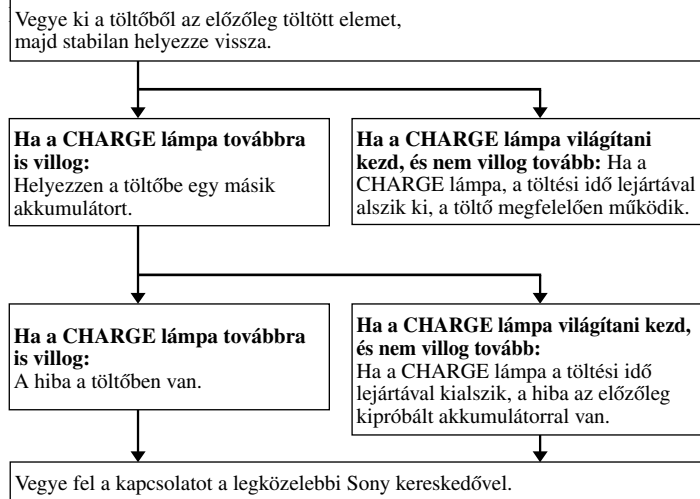 Vegye ki a töltőből az előzőleg töltött elemet,
majd stabilan helyezze vissza.
Ha a CHARGE lámpa továbbra
is villog:
Helyezzen a töltőbe egy másik
akkumulátort.
Ha a CHARGE lámpa világítani
kezd, és nem villog tovább: Ha a
CHARGE lámpa, a töltési idő lejártával
alszik ki, a töltő megfelelően működik.
Ha a CHARGE lámpa továbbra
is villog:
A hiba a töltőben van.
Ha a CHARGE lámpa világítani kezd,
és nem villog tovább:
Ha a CHARGE lámpa a töltési idő
lejártával kialszik, a hiba az előzőleg
kipróbált akkumulátorral van.
Vegye fel a kapcsolatot a legközelebbi Sony kereskedővel.